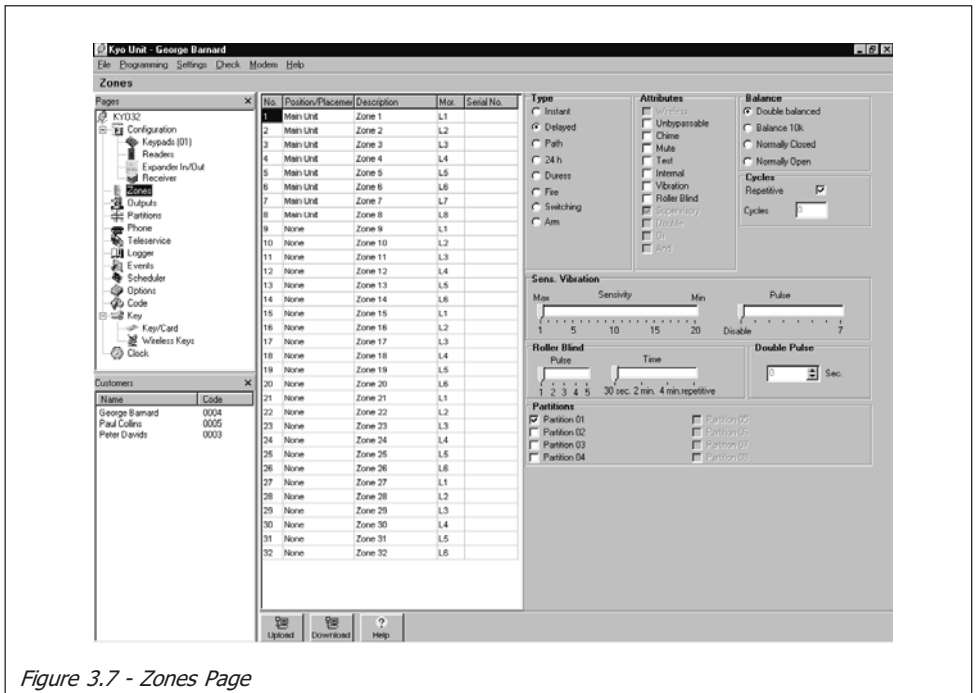 Kyo Unit - George Barnard
File Programming Settings Check Modem Help
Zones
Pages
KYO32
Configuration
Keypads (01)
Readers
Expander In/Out
Receiver
Zones
Outputs
Partitions
Phone
Teleservice
Logger
Events
Scheduler
Options
Code
Key
Key/Card
Wireless Keys
Clock
Customers
Name Code
George Barnard 0004
Paul Collins 0005
Peter Davids 0003
No. Position/Placemer Description Mor. Serial No.
1 Main Unit Zone 1 L1
2 Main Unit Zone 2 L2
3 Main Unit Zone 3 L3
4 Main Unit Zone 4 L4
5 Main Unit Zone 5 L5
6 Main Unit Zone 6 L6
7 Main Unit Zone 7 L7
8 Main Unit Zone 8 L8
9 None Zone 9 L1
10 None Zone 10 L2
11 None Zone 11 L3
12 None Zone 12 L4
13 None Zone 13 L5
14 None Zone 14 L6
15 None Zone 15 L1
16 None Zone 16 L2
17 None Zone 17 L3
18 None Zone 18 L4
19 None Zone 19 L5
20 None Zone 20 L6
21 None Zone 21 L1
22 None Zone 22 L2
23 None Zone 23 L3
24 None Zone 24 L4
25 None Zone 25 L5
26 None Zone 26 L6
27 None Zone 27 L1
28 None Zone 28 L2
29 None Zone 29 L3
30 None Zone 30 L4
31 None Zone 31 L5
32 None Zone 32 L6
Upload Download ? Help
Type
Instant
Delayed
Path
24 h
Duress
Fire
Switching
Arm
Attributes
Wireless
Unbypassable
Chime
Mute
Test
Internal
Vibration
Roller Blind
Supervisory
Double
Or
And
Balance
Double balanced
Balance 10k
Normally Closed
Normally Open
Cycles
Repetitive
Cycles 0
Sens. Vibration
Max Sensivity Min Pulse
1 5 10 15 20 Disable 7
Roller Blind
Pulse Time
1 2 3 4 5 30 sec. 2 min. 4 min.repetitive
Double Pulse
0 Sec.
Partitions
Partition 01 Partition 05
Partition 02 Partition 06
Partition 03 Partition 07
Partition 04 Partition 08
Figure 3.7 - Zones Page